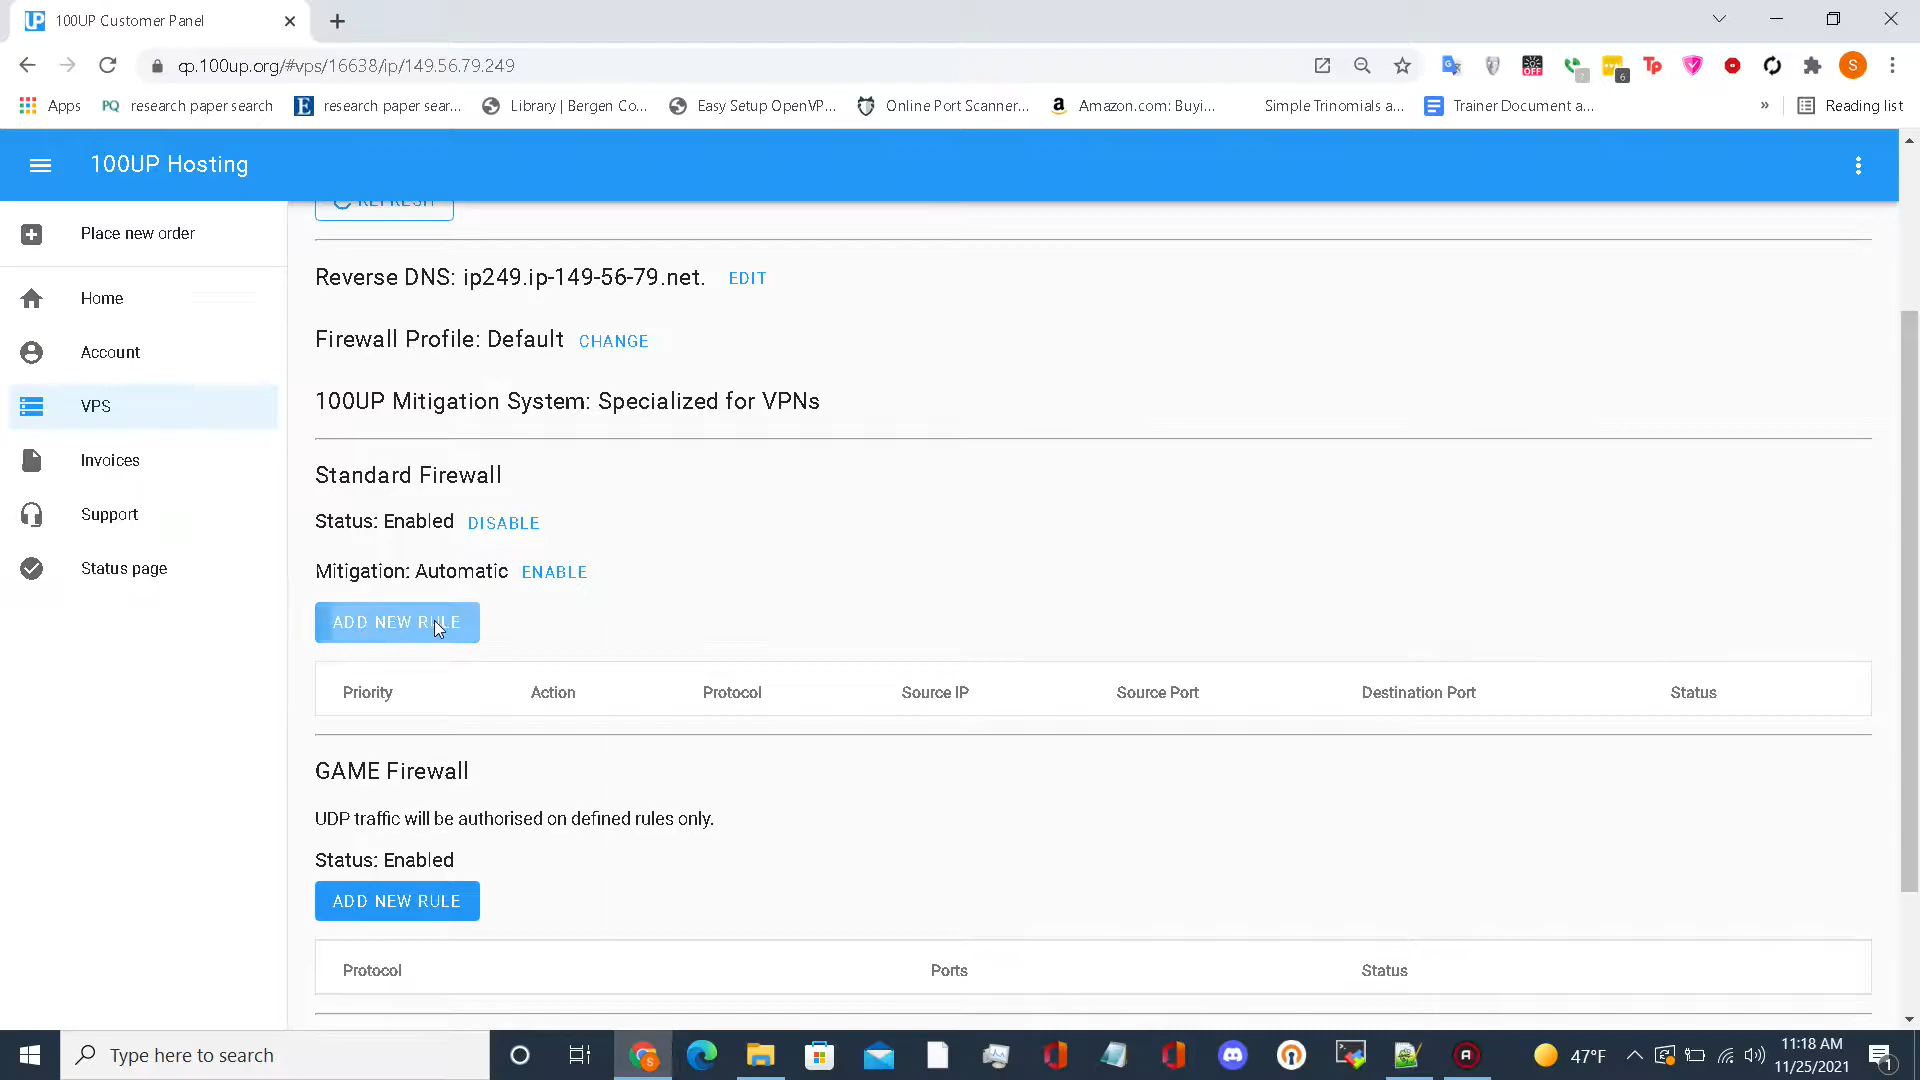 100UP Customer Panel
cp.100up.org/#vps/16638/ip/149.56.79.249
OFF
6
Tp
S
Apps
PQ research paper search
E research paper sear...
Library | Bergen Co...
Easy Setup OpenVP...
Online Port Scanner...
a Amazon.com: Buyi...
Simple Trinomials a...
Trainer Document a...
»
Reading list
100UP Hosting
REFRESH
Place new order
Home
Account
VPS
Invoices
Support
Status page
Reverse DNS: ip249.ip-149-56-79.net. EDIT
Firewall Profile: Default CHANGE
100UP Mitigation System: Specialized for VPNs
Standard Firewall
Status: Enabled DISABLE
Mitigation: Automatic ENABLE
ADD NEW RULE
Priority Action Protocol Source IP Source Port Destination Port Status
GAME Firewall
UDP traffic will be authorised on defined rules only.
Status: Enabled
ADD NEW RULE
Protocol Ports Status
Type here to search
S
47°F
11:18 AM
11/25/2021
1